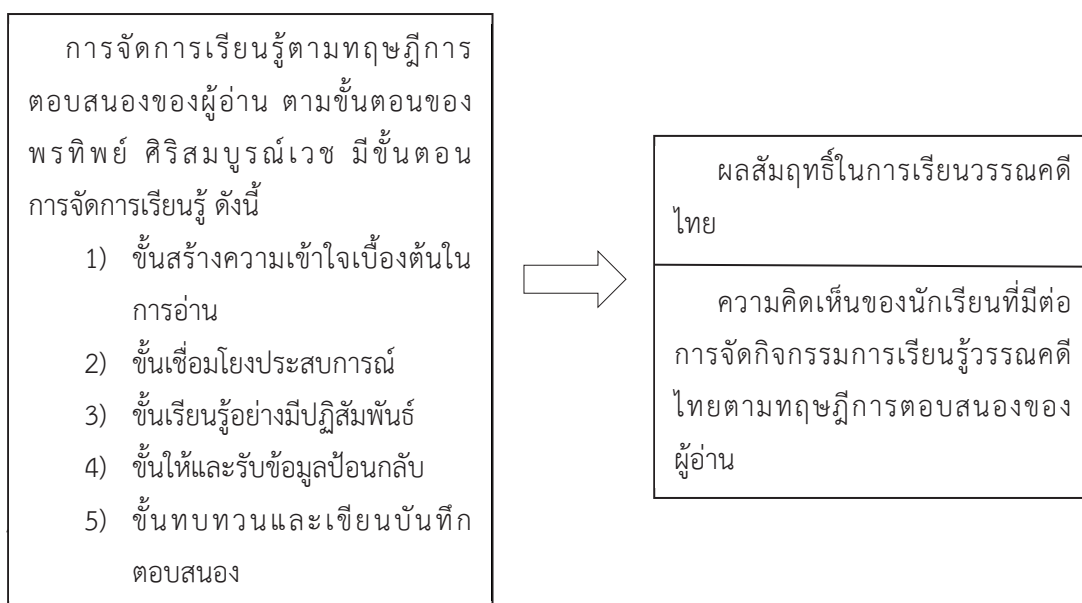 การจัดการเรียนรู้ตามทฤษฎีการ
ตอบสนองของผู้อ่าน ตามขั้นตอนของ
พรทิพย์ ศิริสมบูรณ์เวช มีขั้นตอน
การจัดการเรียนรู้ ดังนี้
1) ขั้นสร้างความเข้าใจเบื้องต้นใน
การอ่าน
2) ขั้นเชื่อมโยงประสบการณ์
3) ขั้นเรียนรู้อย่างมีปฏิสัมพันธ์
4) ขั้นให้และรับข้อมูลป้อนกลับ
5) ขั้นทบทวนและเขียนบันทึก
ตอบสนอง
ผลสัมฤทธิ์ในการเรียนวรรณคดี
ไทย
ความคิดเห็นของนักเรียนที่มีต่อ
การจัดกิจกรรมการเรียนรู้วรรณคดี
ไทยตามทฤษฎีการตอบสนองของ
ผู้อ่าน